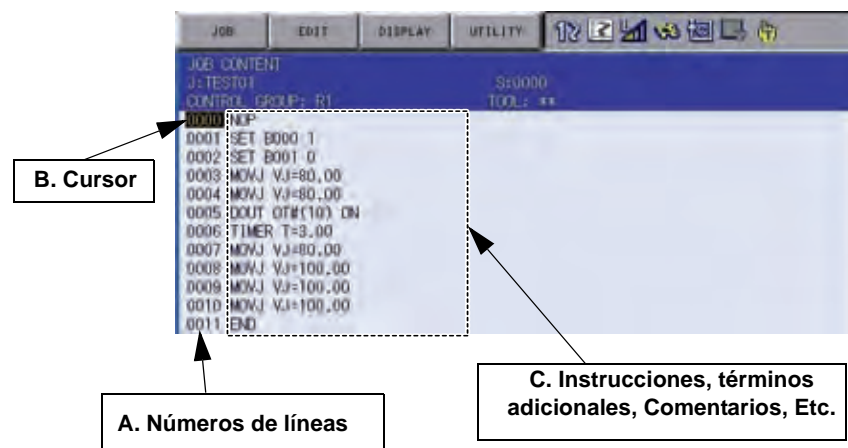 JOB EDIT DISPLAY UTILITY
JOB CONTENT
J:TEST01 S:0000
CONTROL GROUP: R1 TOOL: **
0000 NOP
0001 SET B000 1
0002 SET B001 0
0003 MOVJ VJ=80.00
0004 MOVJ VJ=80.00
0005 DOUT OT#(10) ON
0006 TIMER T=3.00
0007 MOVJ VJ=80.00
0008 MOVJ VJ=100.00
0009 MOVJ VJ=100.00
0010 MOVJ VJ=100.00
0011 END
B. Cursor
A. Números de líneas
C. Instrucciones, términos
adicionales, Comentarios, Etc.